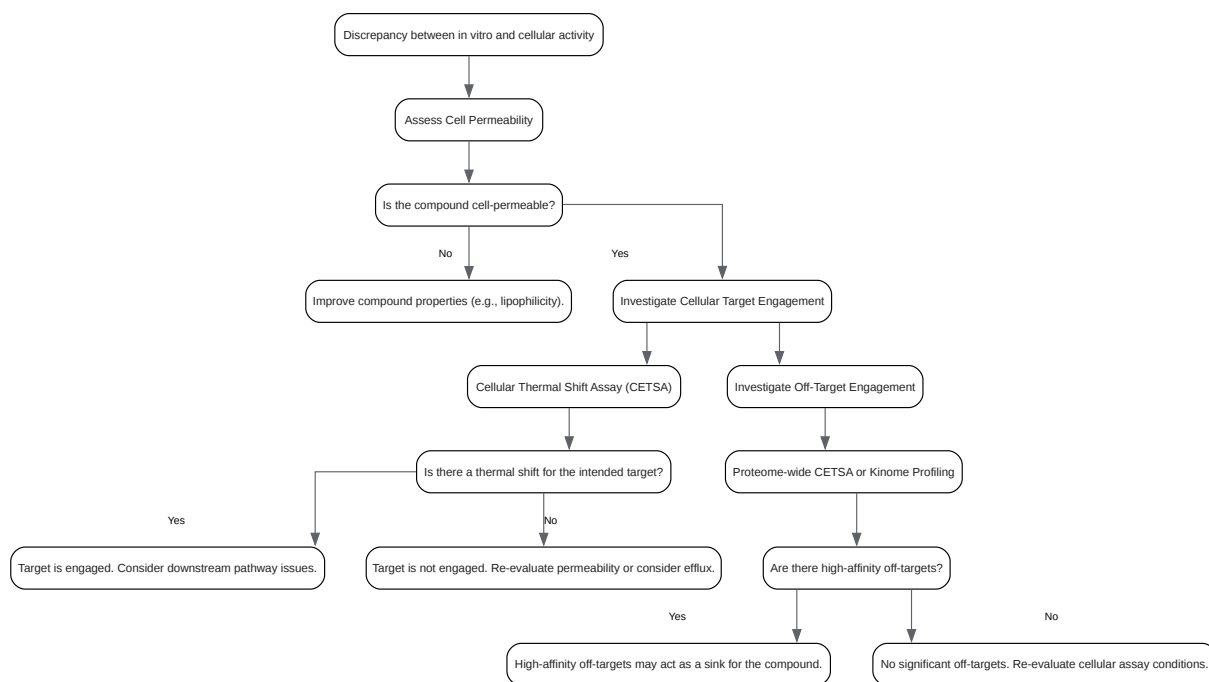 Discrepancy between in vitro and cellular activity
Assess Cell Permeability
Is the compound cell-permeable?
No
Yes
Improve compound properties (e.g., lipophilicity).
Investigate Cellular Target Engagement
Cellular Thermal Shift Assay (CETSA)
Investigate Off-Target Engagement
Is there a thermal shift for the intended target?
Proteome-wide CETSA or Kinome Profiling
Yes
No
Target is engaged. Consider downstream pathway issues.
Target is not engaged. Re-evaluate permeability or consider efflux.
Are there high-affinity off-targets?
Yes
No
High-affinity off-targets may act as a sink for the compound.
No significant off-targets. Re-evaluate cellular assay conditions.